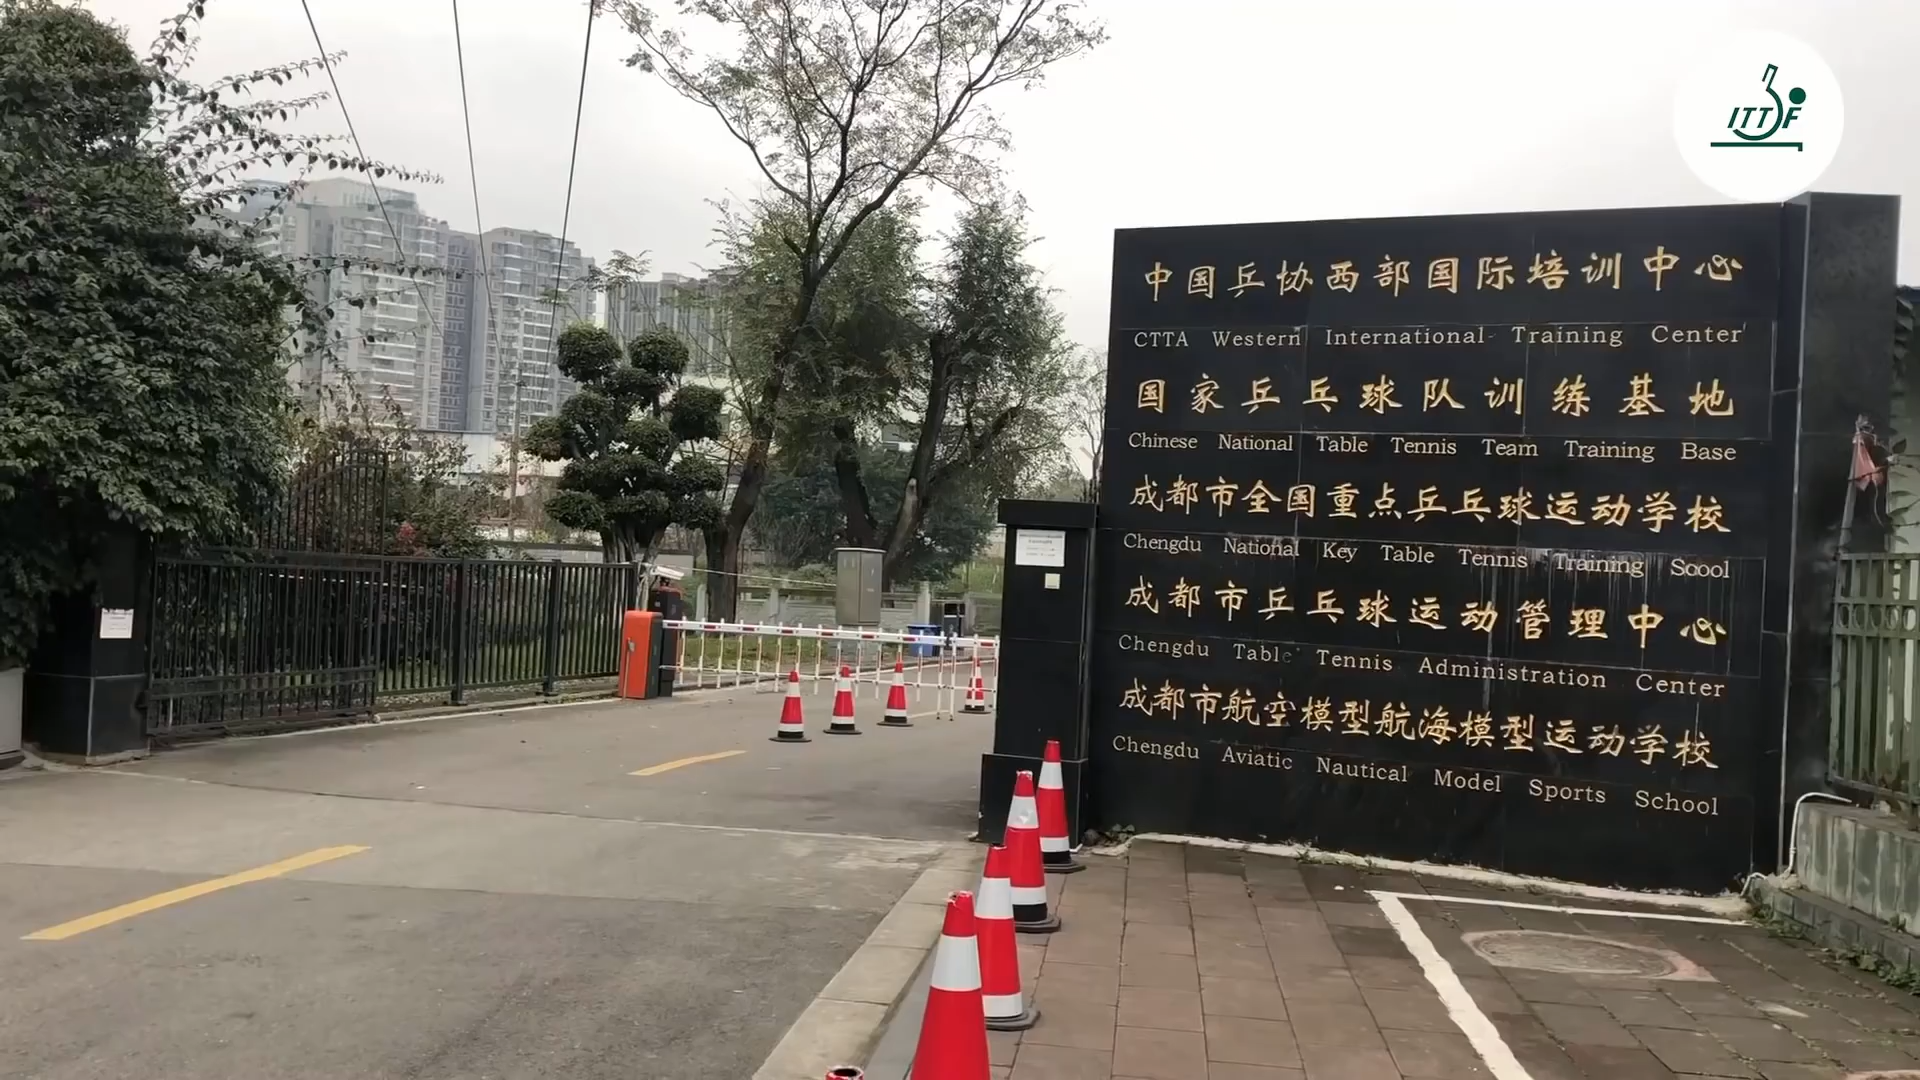 ITTF
中国乒协西部国际培训中心
CTTA Western International Training Center
国家乒乓球队训练基地
Chinese National Table Tennis Team Training Base
成都市全国重点乒乓球运动学校
Chengdu National Key Table Tennis Training Scool
成都市乒乓球运动管理中心
Chengdu Table Tennis Administration Center
成都市航空模型航海模型运动学校
Chengdu Aviatic Nautical Model Sports School